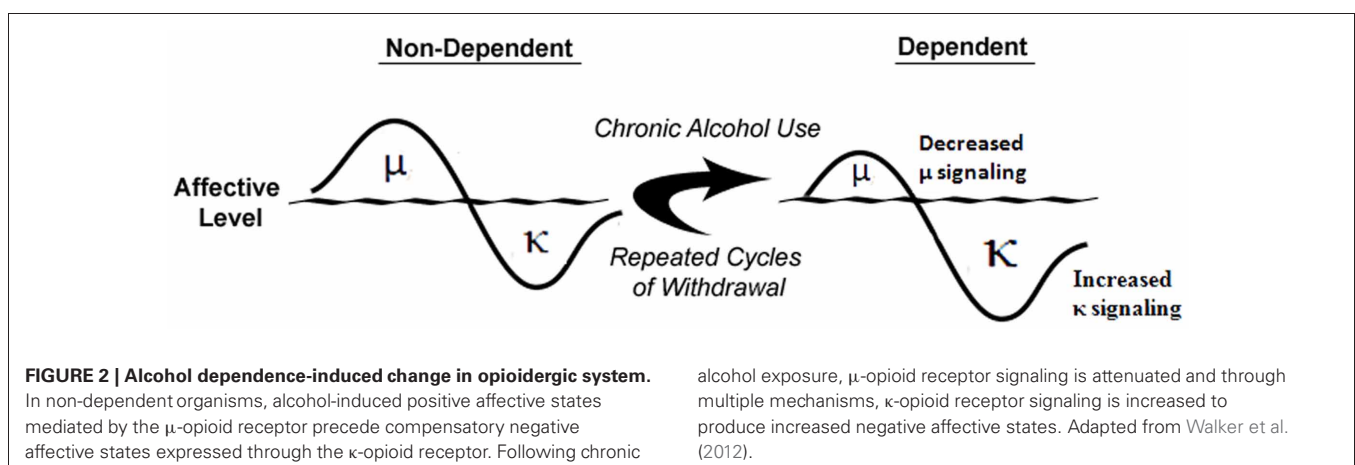 Non-Dependent
Dependent
Chronic Alcohol Use
Decreased
μ signaling
μ
μ
Affective
Level
κ
κ
Repeated Cycles
of Withdrawal
Increased
κ signaling
FIGURE 2 | Alcohol dependence-induced change in opioidergic system.
In non-dependent organisms, alcohol-induced positive affective states
mediated by the μ-opioid receptor precede compensatory negative
affective states expressed through the κ-opioid receptor. Following chronic
alcohol exposure, μ-opioid receptor signaling is attenuated and through
multiple mechanisms, κ-opioid receptor signaling is increased to
produce increased negative affective states. Adapted from Walker et al.
(2012).